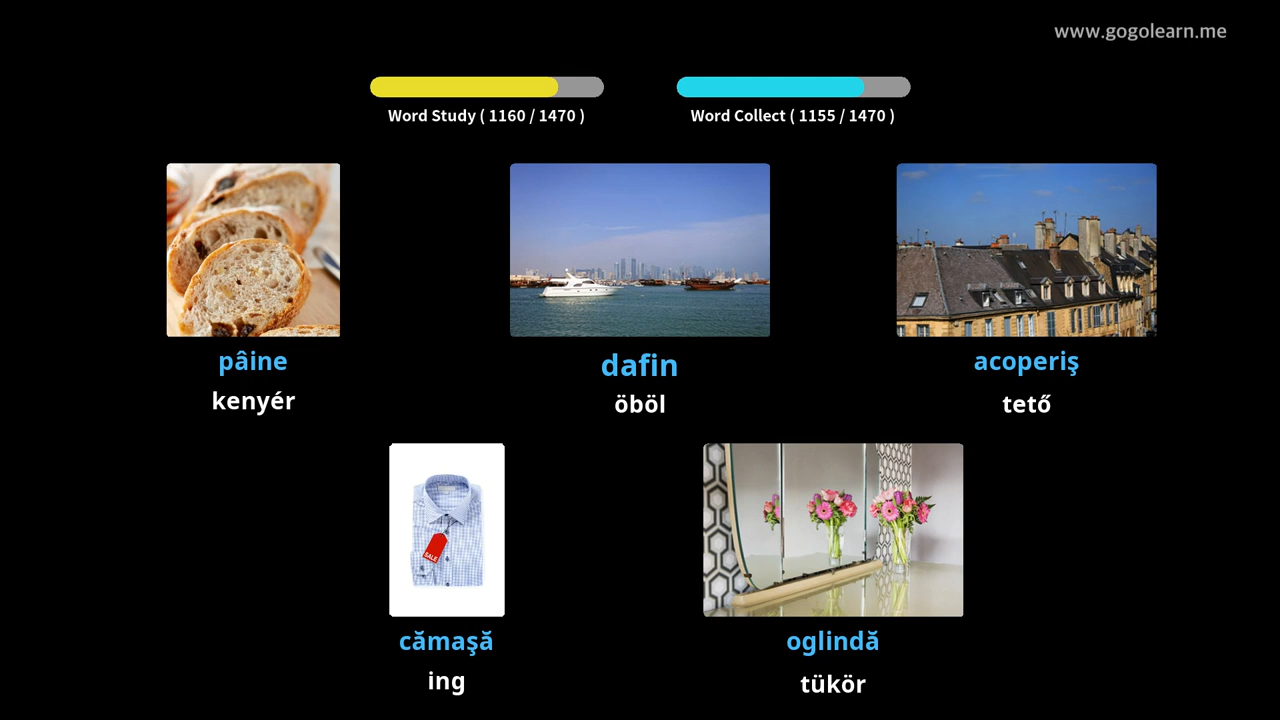 www.gogolearn.me
Word Study ( 1160 / 1470 )
Word Collect ( 1155 / 1470 )
pâine
kenyér
dafin
öböl
acoperiş
tető
SALE
cămaşă
ing
oglindă
tükör